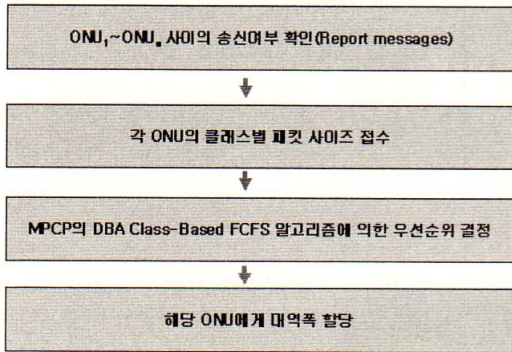 ONU₁~ONUₙ 사이의 송신여부 확인(Report messages)
각 ONU의 클래스별 패킷 사이즈 접수
MPCP의 DBA Class-Based FCFS 알고리즘에 의한 우선순위 결정
해당 ONU에게 대역폭 할당